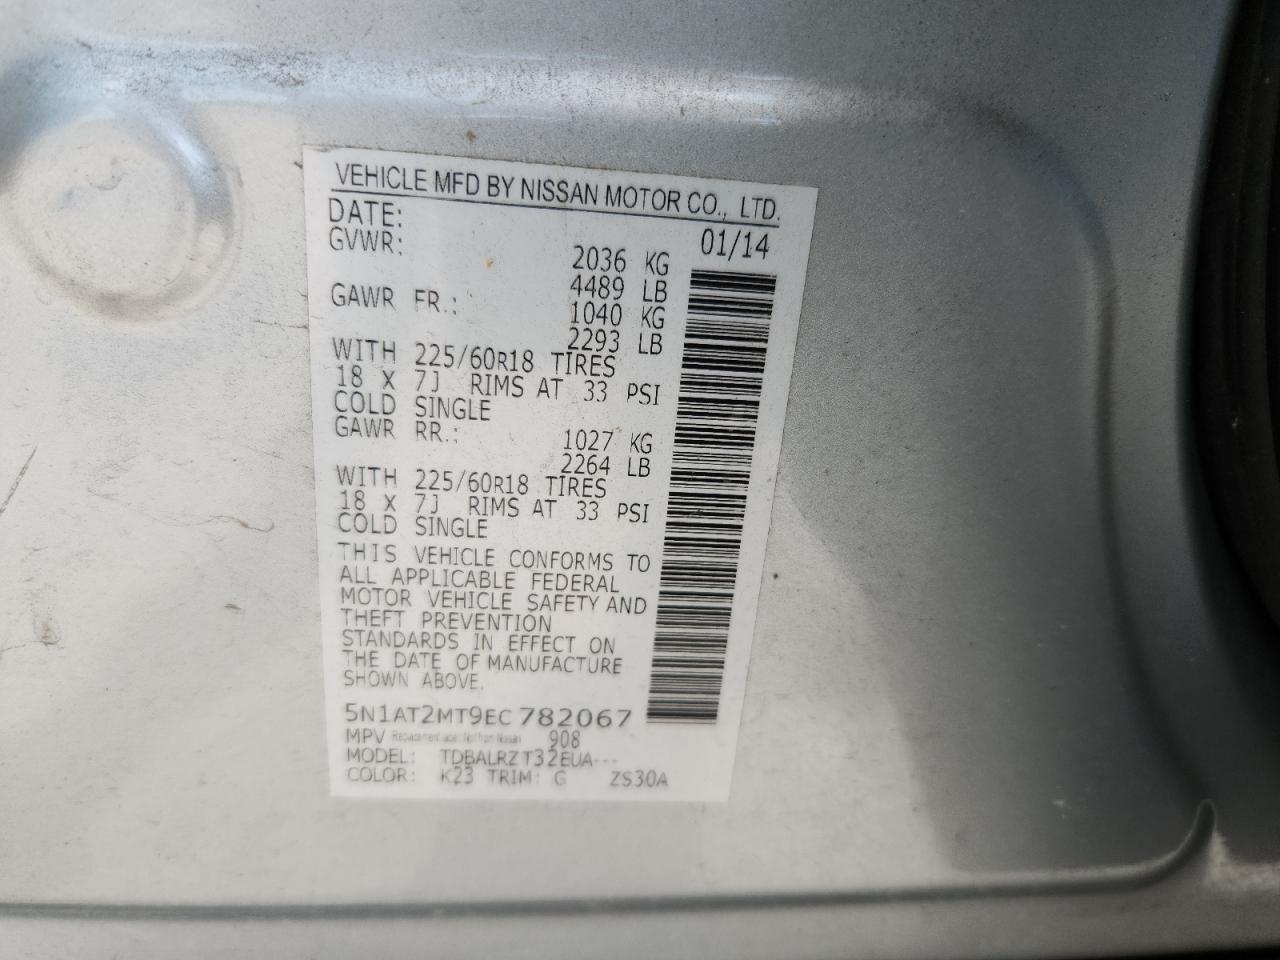 VEHICLE MFD BY NISSAN MOTOR CO., LTD.
DATE: 01/14
GVWR: 2036 KG
4489 LB
GAWR FR.: 1040 KG
2293 LB
WITH 225/60R18 TIRES
18 X 7J RIMS AT 33 PSI
COLD SINGLE
GAWR RR.: 1027 KG
2264 LB
WITH 225/60R18 TIRES
18 X 7J RIMS AT 33 PSI
COLD SINGLE
THIS VEHICLE CONFORMS TO
ALL APPLICABLE FEDERAL
MOTOR VEHICLE SAFETY AND
THEFT PREVENTION
STANDARDS IN EFFECT ON
THE DATE OF MANUFACTURE
SHOWN ABOVE.
5N1AT2MT9EC782067
MPV 908
MODEL: TDBALRZT32EUA---
COLOR: K23 TRIM: G ZS30A